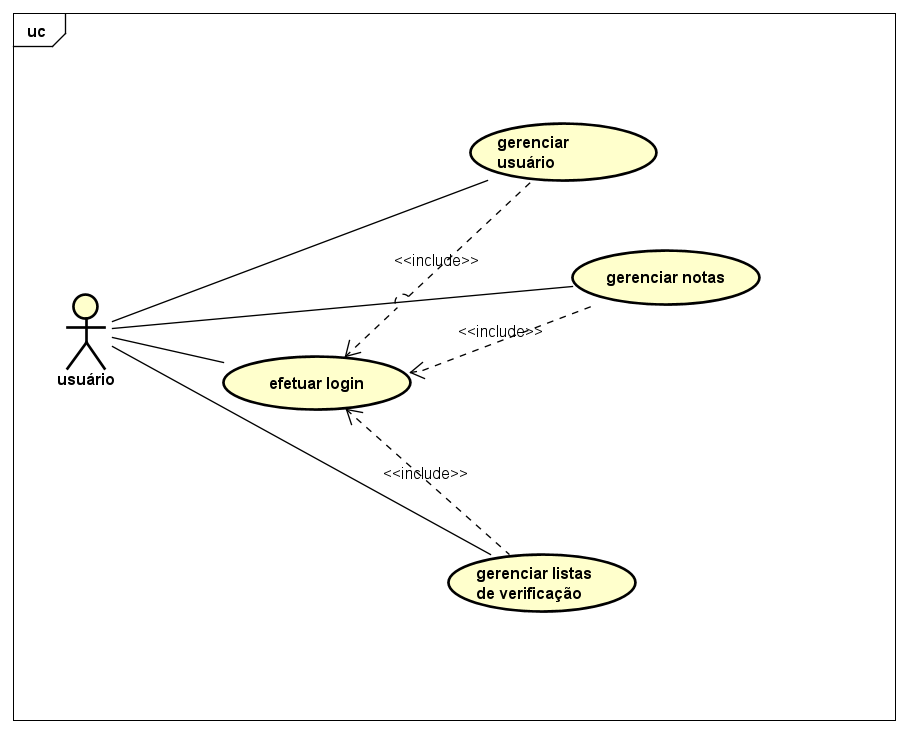 uc
gerenciar
usuário
<<include>>
gerenciar notas
<<include>>
usuário
efetuar login
<<include>>
gerenciar listas
de verificação